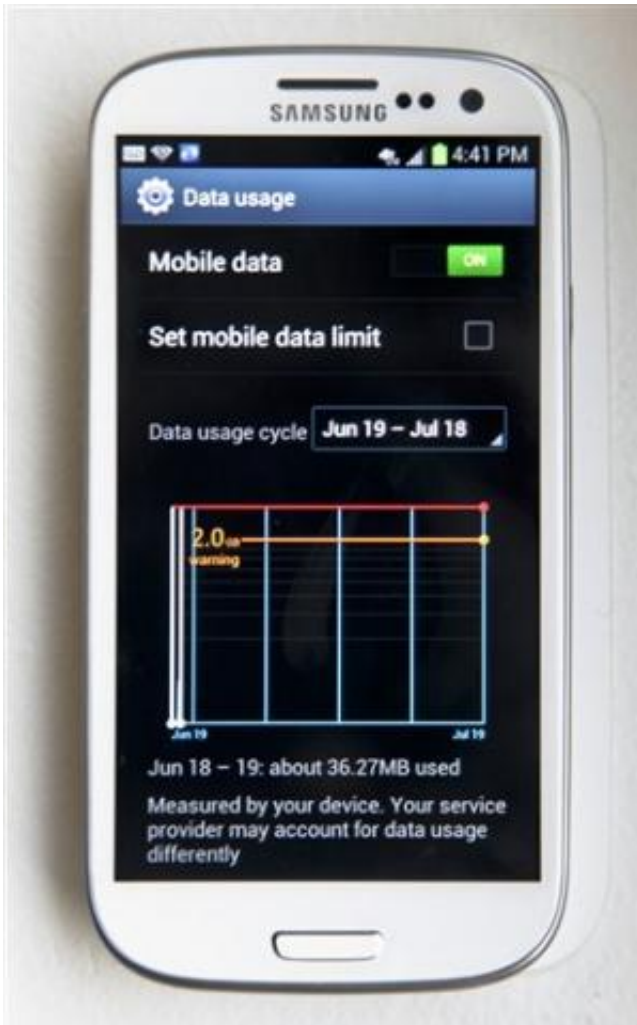 SAMSUNG
4:41 PM
Data usage
Mobile data ON
Set mobile data limit
Data usage cycle Jun 19 – Jul 18
2.0 GB
warning
Jun 19 Jul 19
Jun 18 – 19: about 36.27MB used
Measured by your device. Your service
provider may account for data usage
differently